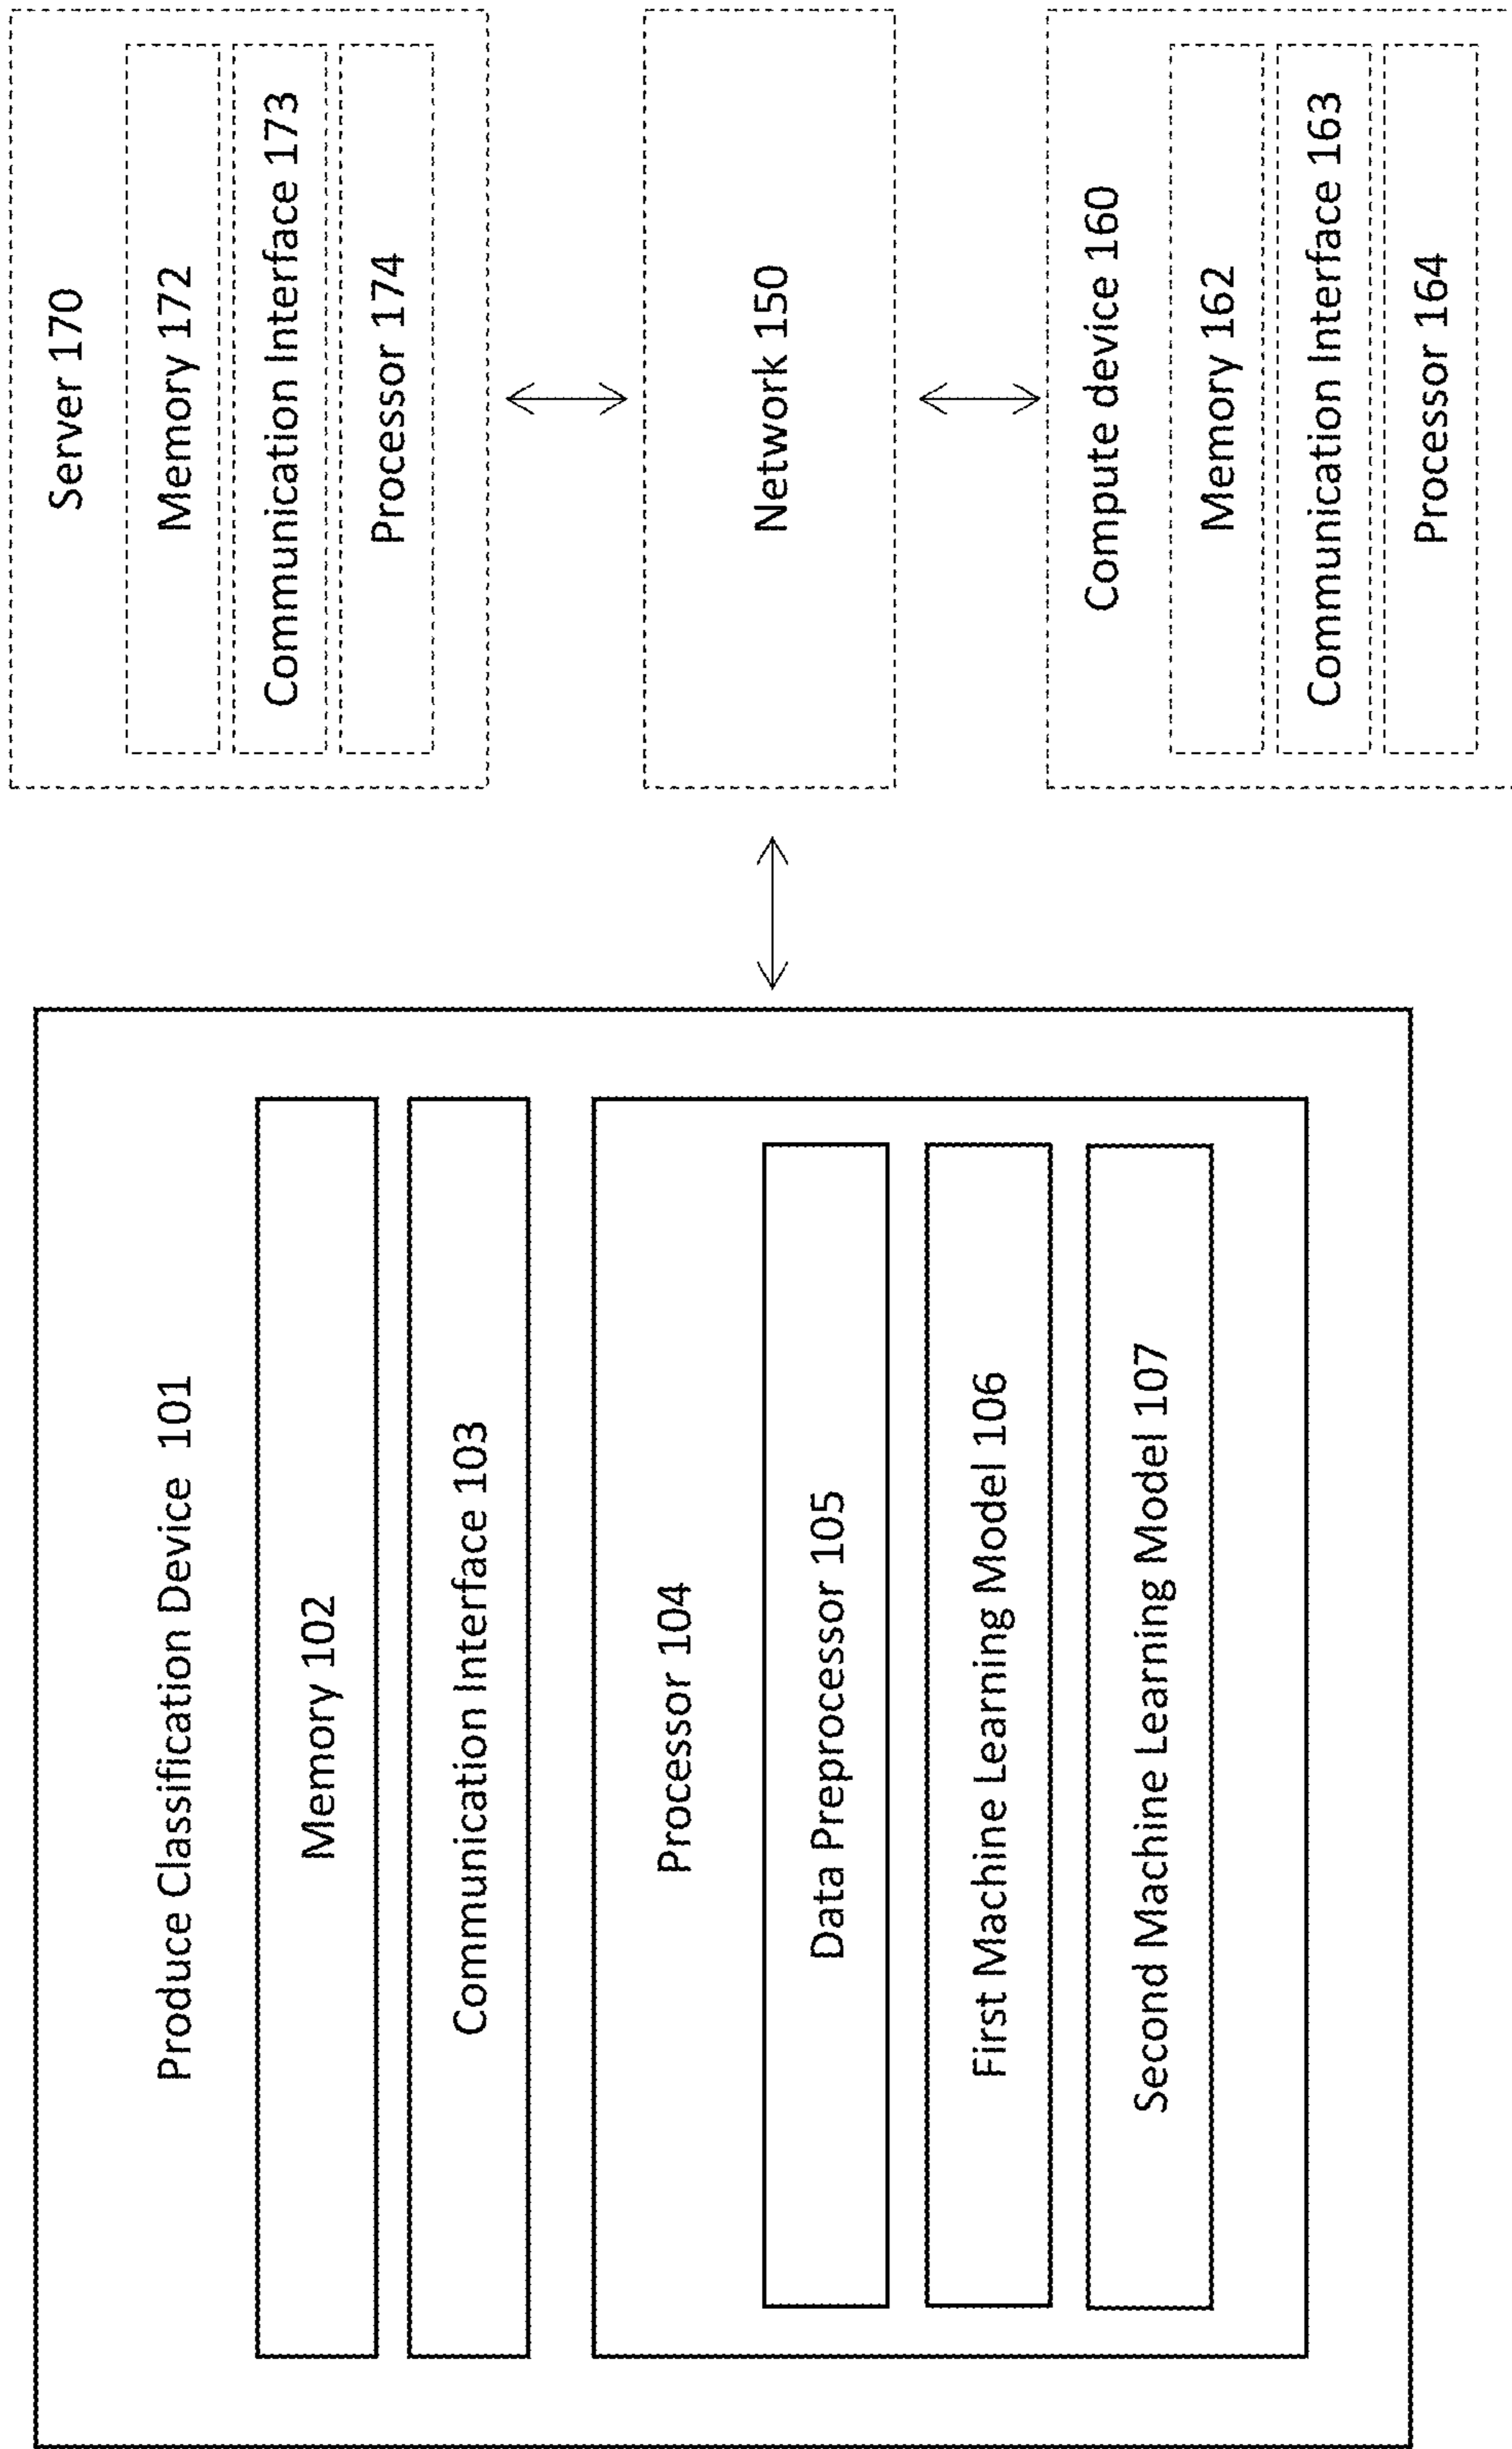 Produce Classification Device 101
Memory 102
Communication Interface 103
Processor 104
Data Preprocessor 105
First Machine Learning Model 106
Second Machine Learning Model 107
Server 170
Memory 172
Communication Interface 173
Processor 174
Network 150
Compute device 160
Memory 162
Communication Interface 163
Processor 164